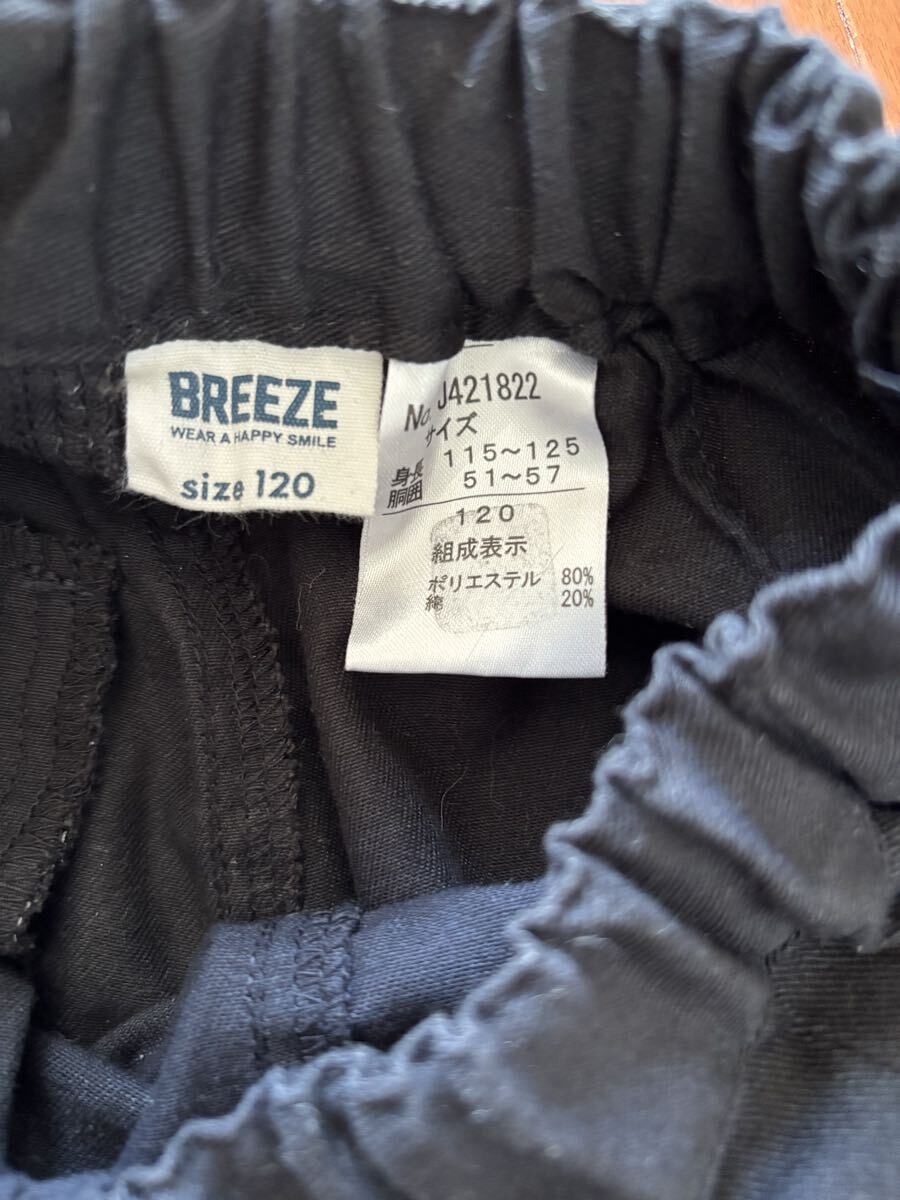 BREEZE
WEAR A HAPPY SMILE
size 120
No. J421822
サイズ
身長 115～125
胴囲 51～57
120
組成表示
ポリエステル 80%
綿 20%